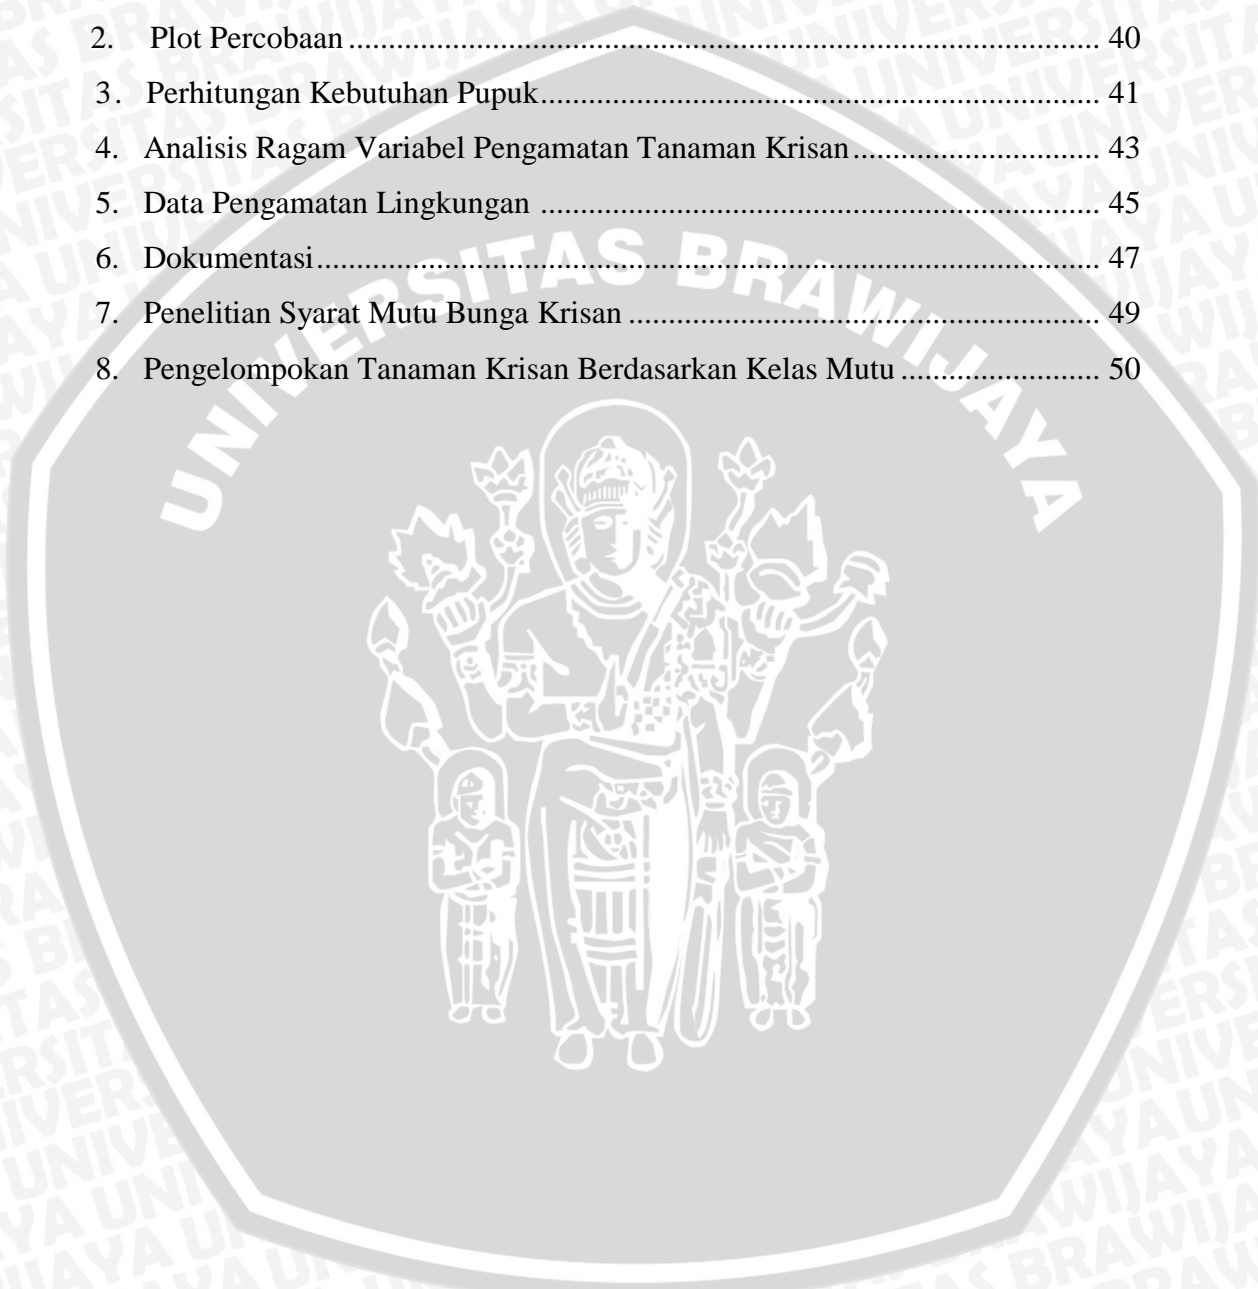 2. Plot Percobaan ............................................................................................ 40
3. Perhitungan Kebutuhan Pupuk..................................................................... 41
4. Analisis Ragam Variabel Pengamatan Tanaman Krisan.............................. 43
5. Data Pengamatan Lingkungan ..................................................................... 45
6. Dokumentasi................................................................................................ 47
7. Penelitian Syarat Mutu Bunga Krisan .......................................................... 49
8. Pengelompokan Tanaman Krisan Berdasarkan Kelas Mutu ........................ 50
UNIVERSITAS BRAWIJAYA